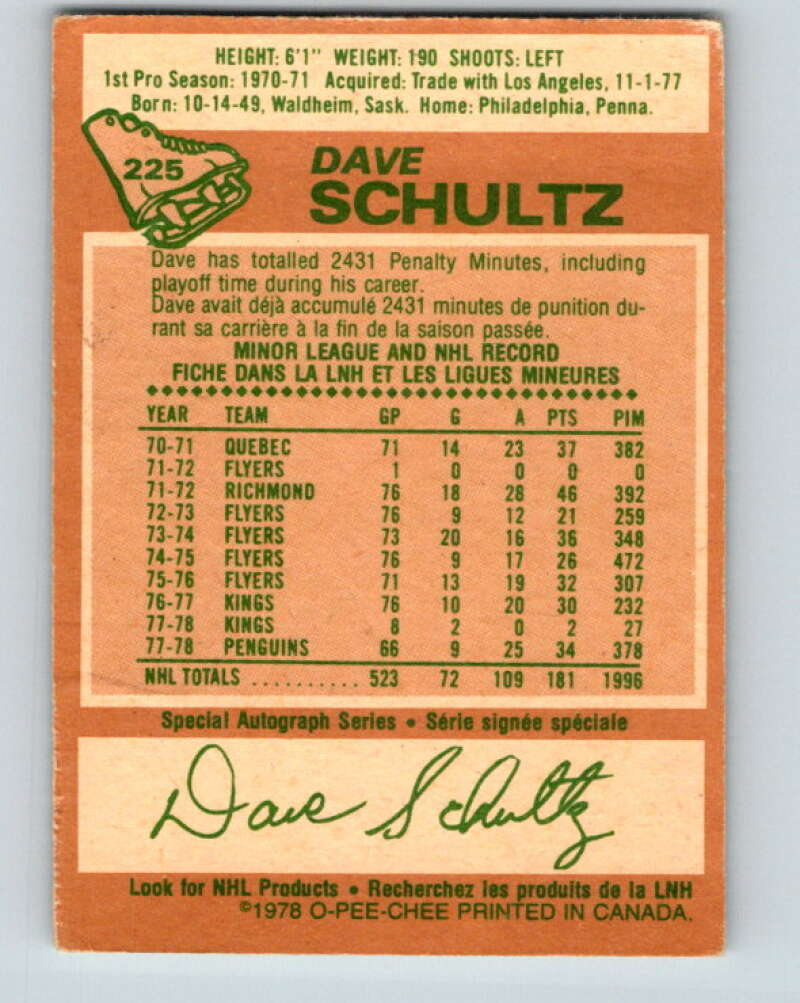 HEIGHT: 6'1" WEIGHT: 190 SHOOTS: LEFT
1st Pro Season: 1970-71 Acquired: Trade with Los Angeles, 11-1-77
Born: 10-14-49, Waldheim, Sask. Home: Philadelphia, Penna.
225
DAVE
SCHULTZ
Dave has totalled 2431 Penalty Minutes, including
playoff time during his career.
Dave avait déjà accumulé 2431 minutes de punition du-
rant sa carrière à la fin de la saison passée.
MINOR LEAGUE AND NHL RECORD
FICHE DANS LA LNH ET LES LIGUES MINEURES
YEAR TEAM GP G A PTS PIM
70-71 QUEBEC 71 14 23 37 382
71-72 FLYERS 1 0 0 0 0
71-72 RICHMOND 76 18 28 46 392
72-73 FLYERS 76 9 12 21 259
73-74 FLYERS 73 20 16 36 348
74-75 FLYERS 76 9 17 26 472
75-76 FLYERS 71 13 19 32 307
76-77 KINGS 76 10 20 30 232
77-78 KINGS 8 2 0 2 27
77-78 PENGUINS 66 9 25 34 378
NHL TOTALS .......... 523 72 109 181 1996
Special Autograph Series • Série signée spéciale
Dave Schultz
Look for NHL Products • Recherchez les produits de la LNH
©1978 O-PEE-CHEE PRINTED IN CANADA.